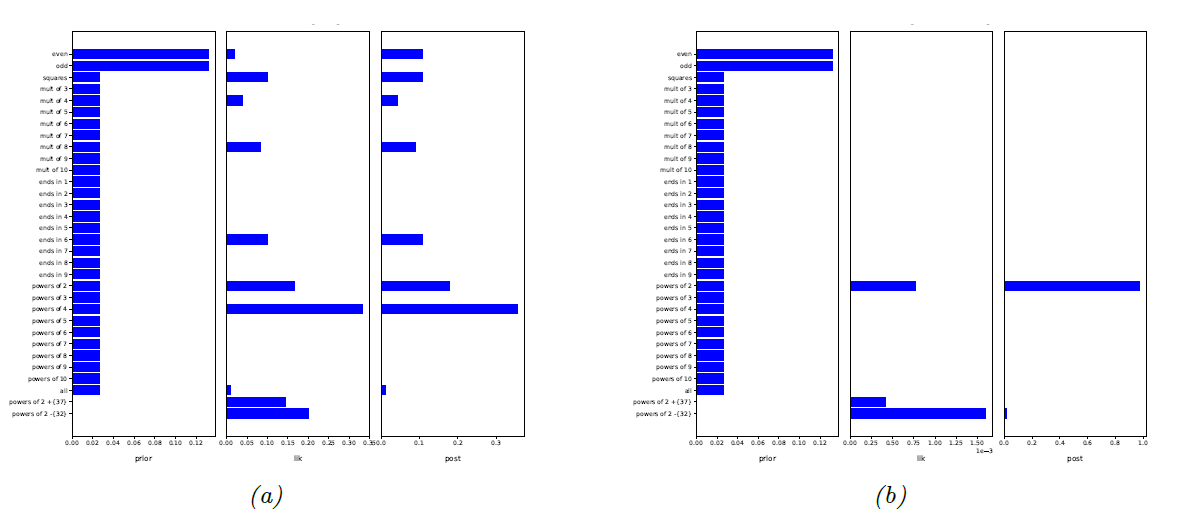 even
odd
squares
mult of 3
mult of 4
mult of 5
mult of 6
mult of 7
mult of 8
mult of 9
mult of 10
ends in 1
ends in 2
ends in 3
ends in 4
ends in 5
ends in 6
ends in 7
ends in 8
ends in 9
powers of 2
powers of 3
powers of 4
powers of 5
powers of 6
powers of 7
powers of 8
powers of 9
powers of 10
all
powers of 2 +{37}
powers of 2 -{32}
0.00 0.02 0.04 0.06 0.08 0.10 0.12
prior
0.00 0.05 0.10 0.15 0.20 0.25 0.30 0.35
lik
0.0 0.1 0.2 0.3
post
(a)
even
odd
squares
mult of 3
mult of 4
mult of 5
mult of 6
mult of 7
mult of 8
mult of 9
mult of 10
ends in 1
ends in 2
ends in 3
ends in 4
ends in 5
ends in 6
ends in 7
ends in 8
ends in 9
powers of 2
powers of 3
powers of 4
powers of 5
powers of 6
powers of 7
powers of 8
powers of 9
powers of 10
all
powers of 2 +{37}
powers of 2 -{32}
0.00 0.02 0.04 0.06 0.08 0.10 0.12
prior
0.00 0.25 0.50 0.75 1.00 1.25 1.50
1e−3
lik
0.0 0.2 0.4 0.6 0.8 1.0
post
(b)